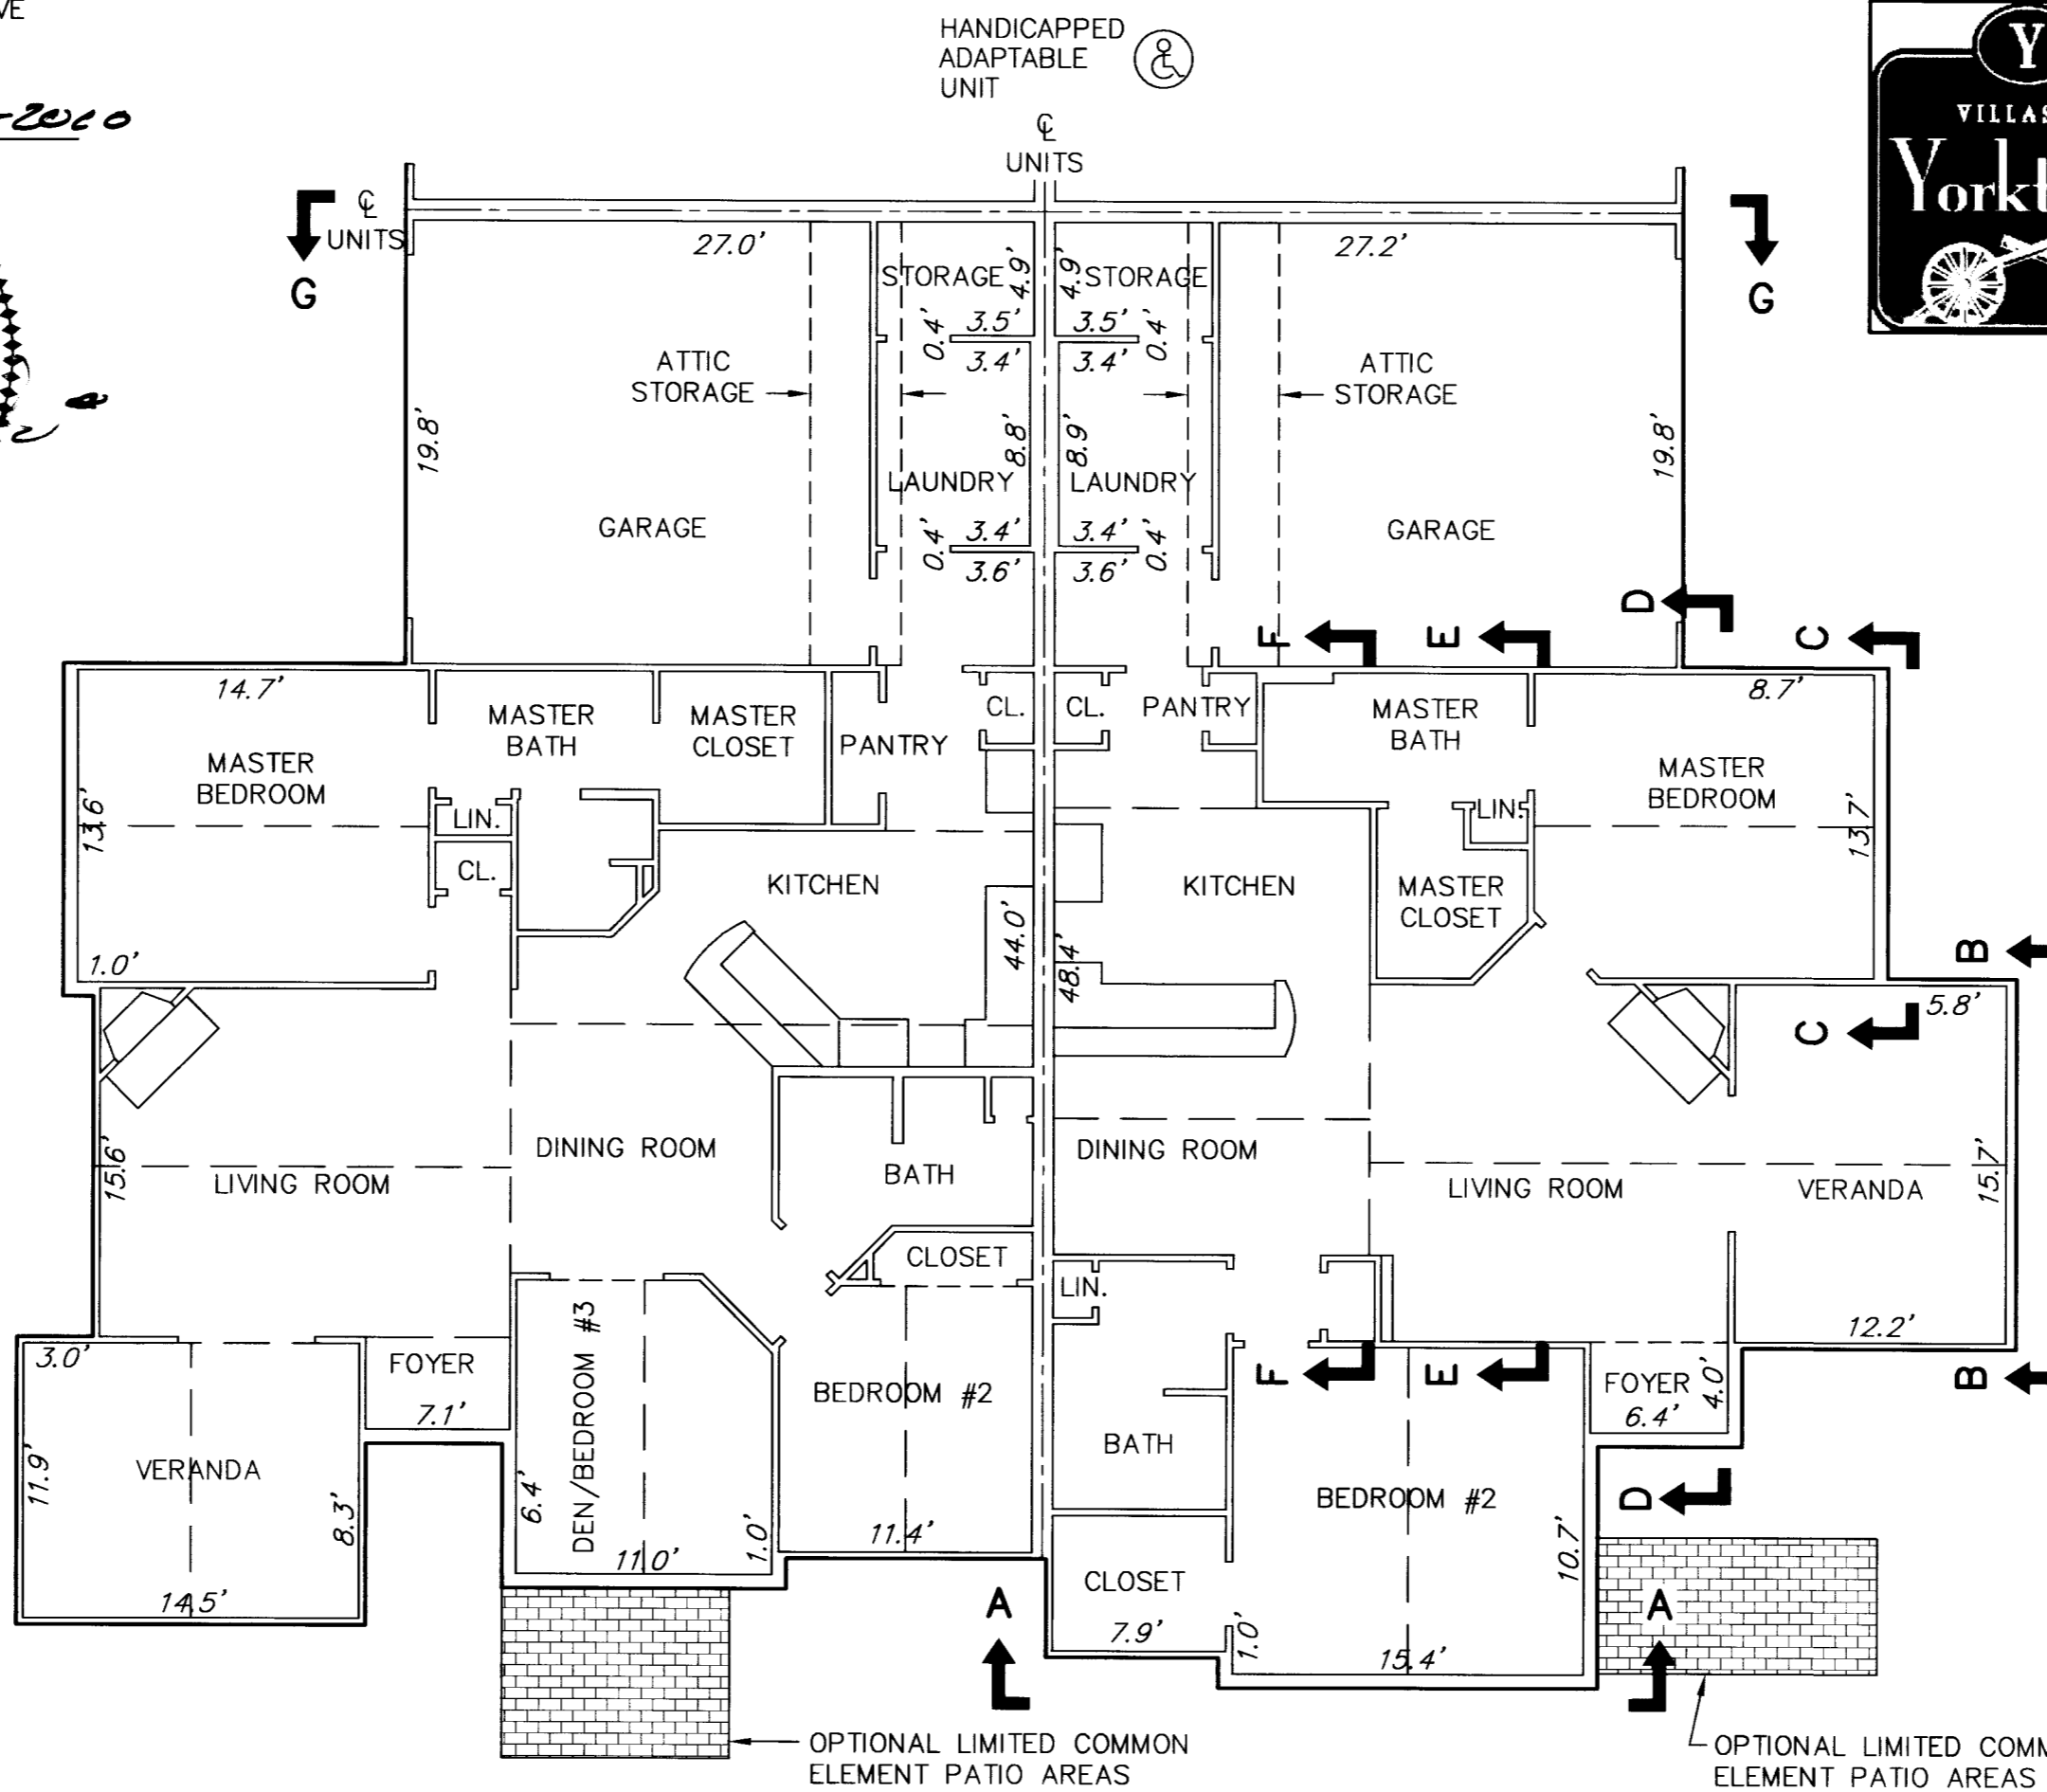 HANDICAPPED
ADAPTABLE
UNIT
℄
UNITS
VILLAS
G
℄
UNITS
27.0'
STORAGE
4.9'
4.9'
STORAGE
27.2'
G
0.4'
3.5'
3.5'
0.4'
3.4'
3.4'
ATTIC
STORAGE
ATTIC
STORAGE
19.8'
8.8'
8.9'
19.8'
LAUNDRY
LAUNDRY
GARAGE
GARAGE
0.4'
3.4'
3.4'
0.4'
3.6'
3.6'
F
E
D
C
14.7'
MASTER
BATH
MASTER
CLOSET
PANTRY
CL.
CL.
PANTRY
MASTER
BATH
8.7'
MASTER
BEDROOM
MASTER
BEDROOM
13.6'
LIN.
LIN.
13.7'
CL.
KITCHEN
KITCHEN
MASTER
CLOSET
44.0'
48.4'
1.0'
B
5.8'
C
15.6'
LIVING ROOM
DINING ROOM
BATH
DINING ROOM
LIVING ROOM
VERANDA
15.7'
CLOSET
LIN.
12.2'
3.0'
FOYER
7.1'
DEN/BEDROOM #3
BEDROOM #2
F
E
FOYER
4.0'
6.4'
B
11.9'
VERANDA
8.3'
6.4'
1.0'
11.4'
11.0'
BATH
BEDROOM #2
D
10.7'
14.5'
A
CLOSET
7.9'
1.0'
15.4'
A
OPTIONAL LIMITED COMMON
ELEMENT PATIO AREAS
OPTIONAL LIMITED COMM
ELEMENT PATIO AREAS